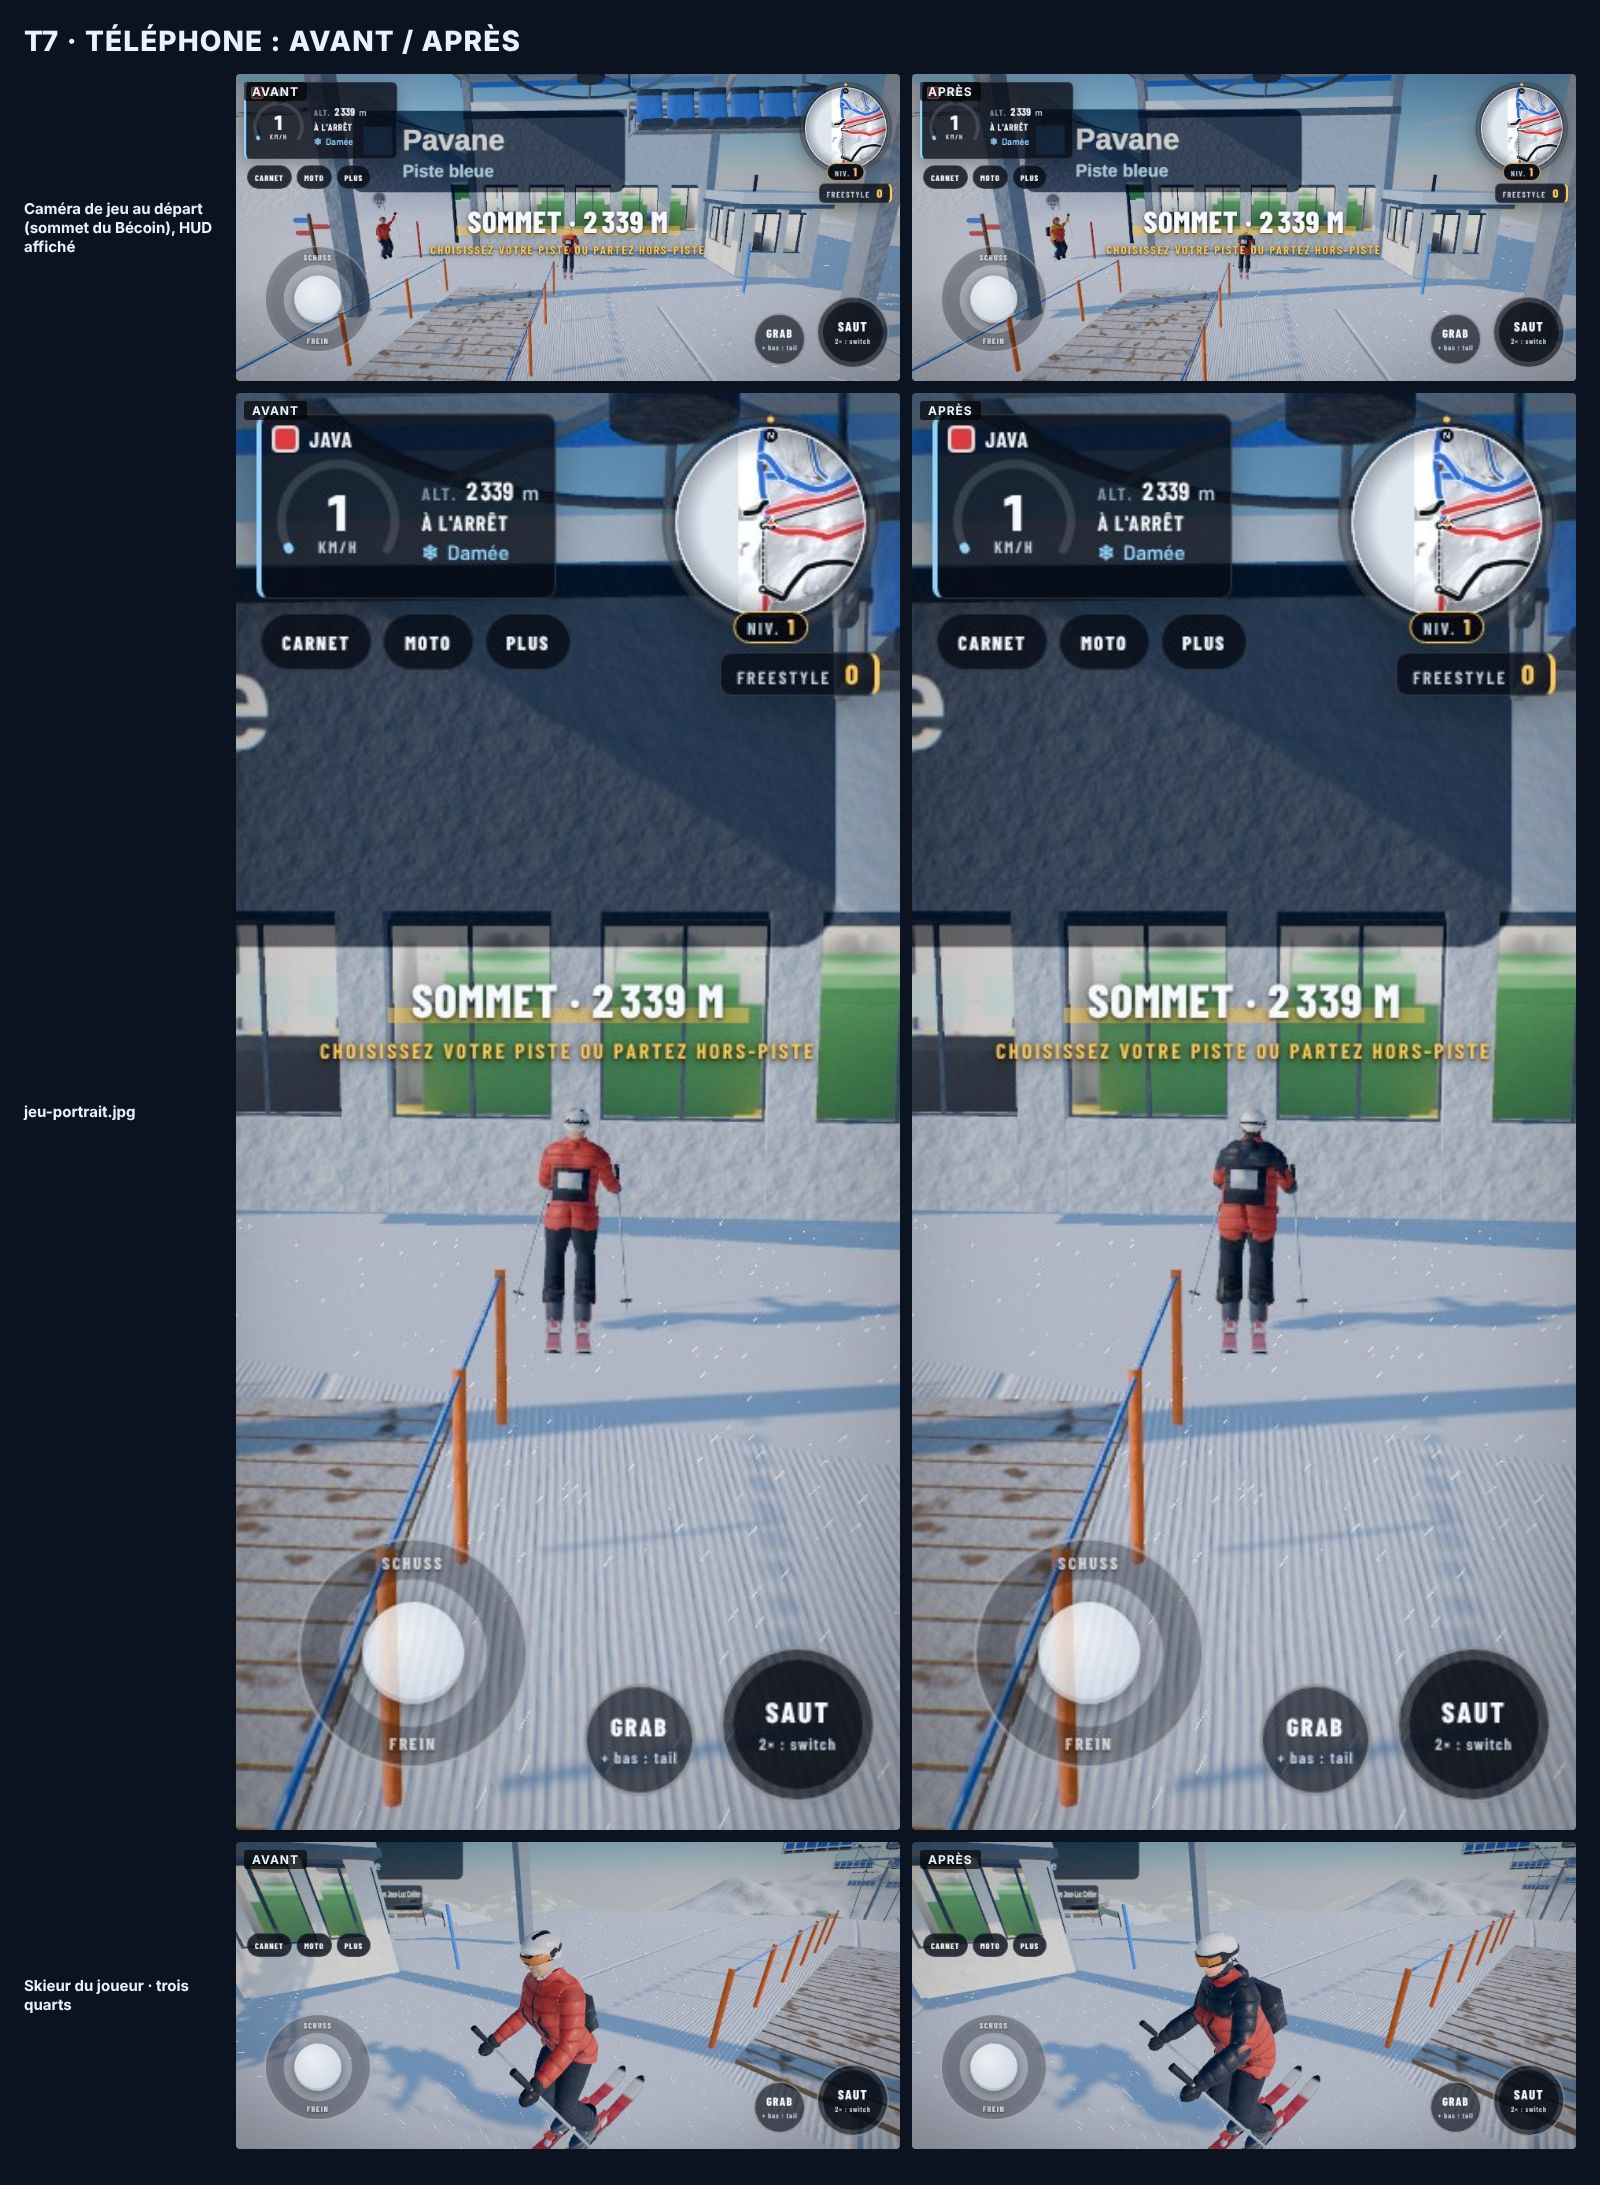 T7 · TÉLÉPHONE : AVANT / APRÈS
Caméra de jeu au départ
(sommet du Bécoin), HUD
affiché
AVANT
1
KM/H
ALT. 2339 m
À L'ARRÊT
Damée
CARNET
MOTO
PLUS
Pavane
Piste bleue
NIV. 1
FREESTYLE 0
SOMMET · 2 339 M
CHOISISSEZ VOTRE PISTE OU PARTEZ HORS-PISTE
SCHUSS
FREIN
GRAB
+ bas : tail
SAUT
2× : switch
APRÈS
1
KM/H
ALT. 2339 m
À L'ARRÊT
Damée
CARNET
MOTO
PLUS
Pavane
Piste bleue
NIV. 1
FREESTYLE 0
SOMMET · 2 339 M
CHOISISSEZ VOTRE PISTE OU PARTEZ HORS-PISTE
SCHUSS
FREIN
GRAB
+ bas : tail
SAUT
2× : switch
jeu-portrait.jpg
AVANT
JAVA
1
KM/H
ALT. 2339 m
À L'ARRÊT
Damée
N
CARNET
MOTO
PLUS
NIV. 1
FREESTYLE 0
e
SOMMET · 2 339 M
CHOISISSEZ VOTRE PISTE OU PARTEZ HORS-PISTE
SCHUSS
FREIN
GRAB
+ bas : tail
SAUT
2× : switch
APRÈS
JAVA
1
KM/H
ALT. 2339 m
À L'ARRÊT
Damée
N
CARNET
MOTO
PLUS
NIV. 1
FREESTYLE 0
e
SOMMET · 2 339 M
CHOISISSEZ VOTRE PISTE OU PARTEZ HORS-PISTE
SCHUSS
FREIN
GRAB
+ bas : tail
SAUT
2× : switch
Skieur du joueur · trois
quarts
AVANT
e
Jean-Luc Crétier
CARNET
MOTO
PLUS
SCHUSS
FREIN
GRAB
+ bas : tail
SAUT
2× : switch
APRÈS
e
Jean-Luc Crétier
CARNET
MOTO
PLUS
SCHUSS
FREIN
GRAB
+ bas : tail
SAUT
2× : switch